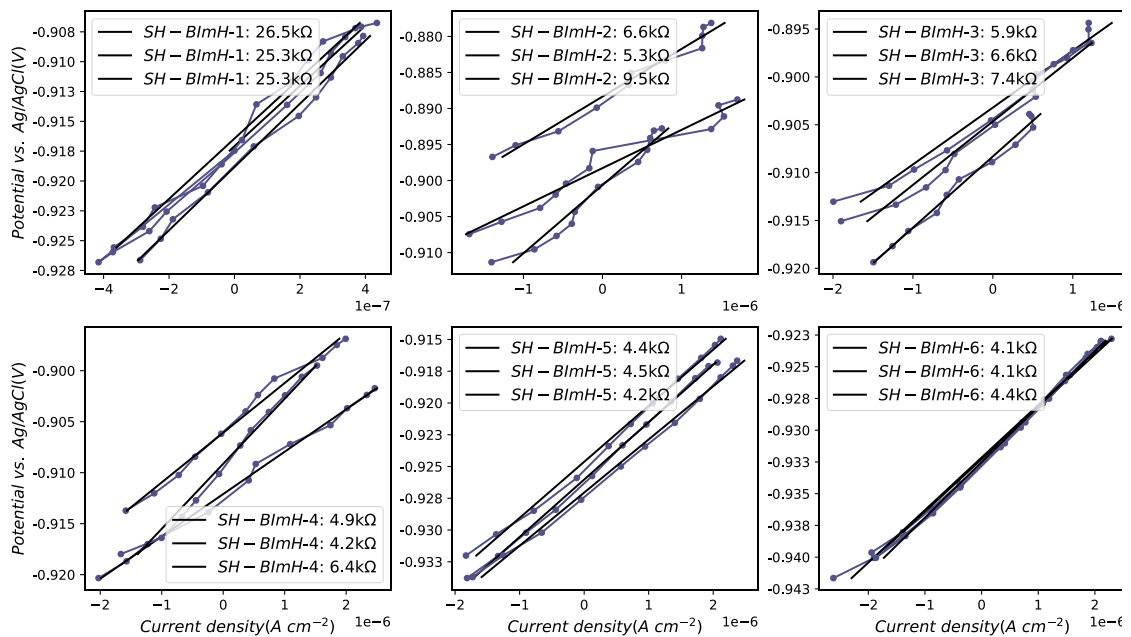 Potential vs. Ag/AgCl(V)
-0.908
-0.910
-0.913
-0.915
-0.918
-0.920
-0.923
-0.925
-0.928
SH−BImH-1: 26.5kΩ
SH−BImH-1: 25.3kΩ
SH−BImH-1: 25.3kΩ
−4 −2 0 2 4
1e−7
-0.880
-0.885
-0.890
-0.895
-0.900
-0.905
-0.910
SH−BImH-2: 6.6kΩ
SH−BImH-2: 5.3kΩ
SH−BImH-2: 9.5kΩ
−1 0 1
1e−6
-0.895
-0.900
-0.905
-0.910
-0.915
-0.920
SH−BImH-3: 5.9kΩ
SH−BImH-3: 6.6kΩ
SH−BImH-3: 7.4kΩ
−2 −1 0 1
1e−6
Potential vs. Ag/AgCl(V)
-0.900
-0.905
-0.910
-0.915
-0.920
SH−BImH-4: 4.9kΩ
SH−BImH-4: 4.2kΩ
SH−BImH-4: 6.4kΩ
−2 −1 0 1 2
1e−6
Current density(A cm⁻²)
-0.915
-0.918
-0.920
-0.923
-0.925
-0.928
-0.930
-0.933
SH−BImH-5: 4.4kΩ
SH−BImH-5: 4.5kΩ
SH−BImH-5: 4.2kΩ
−2 −1 0 1 2
1e−6
Current density(A cm⁻²)
-0.923
-0.925
-0.928
-0.930
-0.933
-0.935
-0.938
-0.940
-0.943
SH−BImH-6: 4.1kΩ
SH−BImH-6: 4.1kΩ
SH−BImH-6: 4.4kΩ
−2 −1 0 1 2
1e−6
Current density(A cm⁻²)